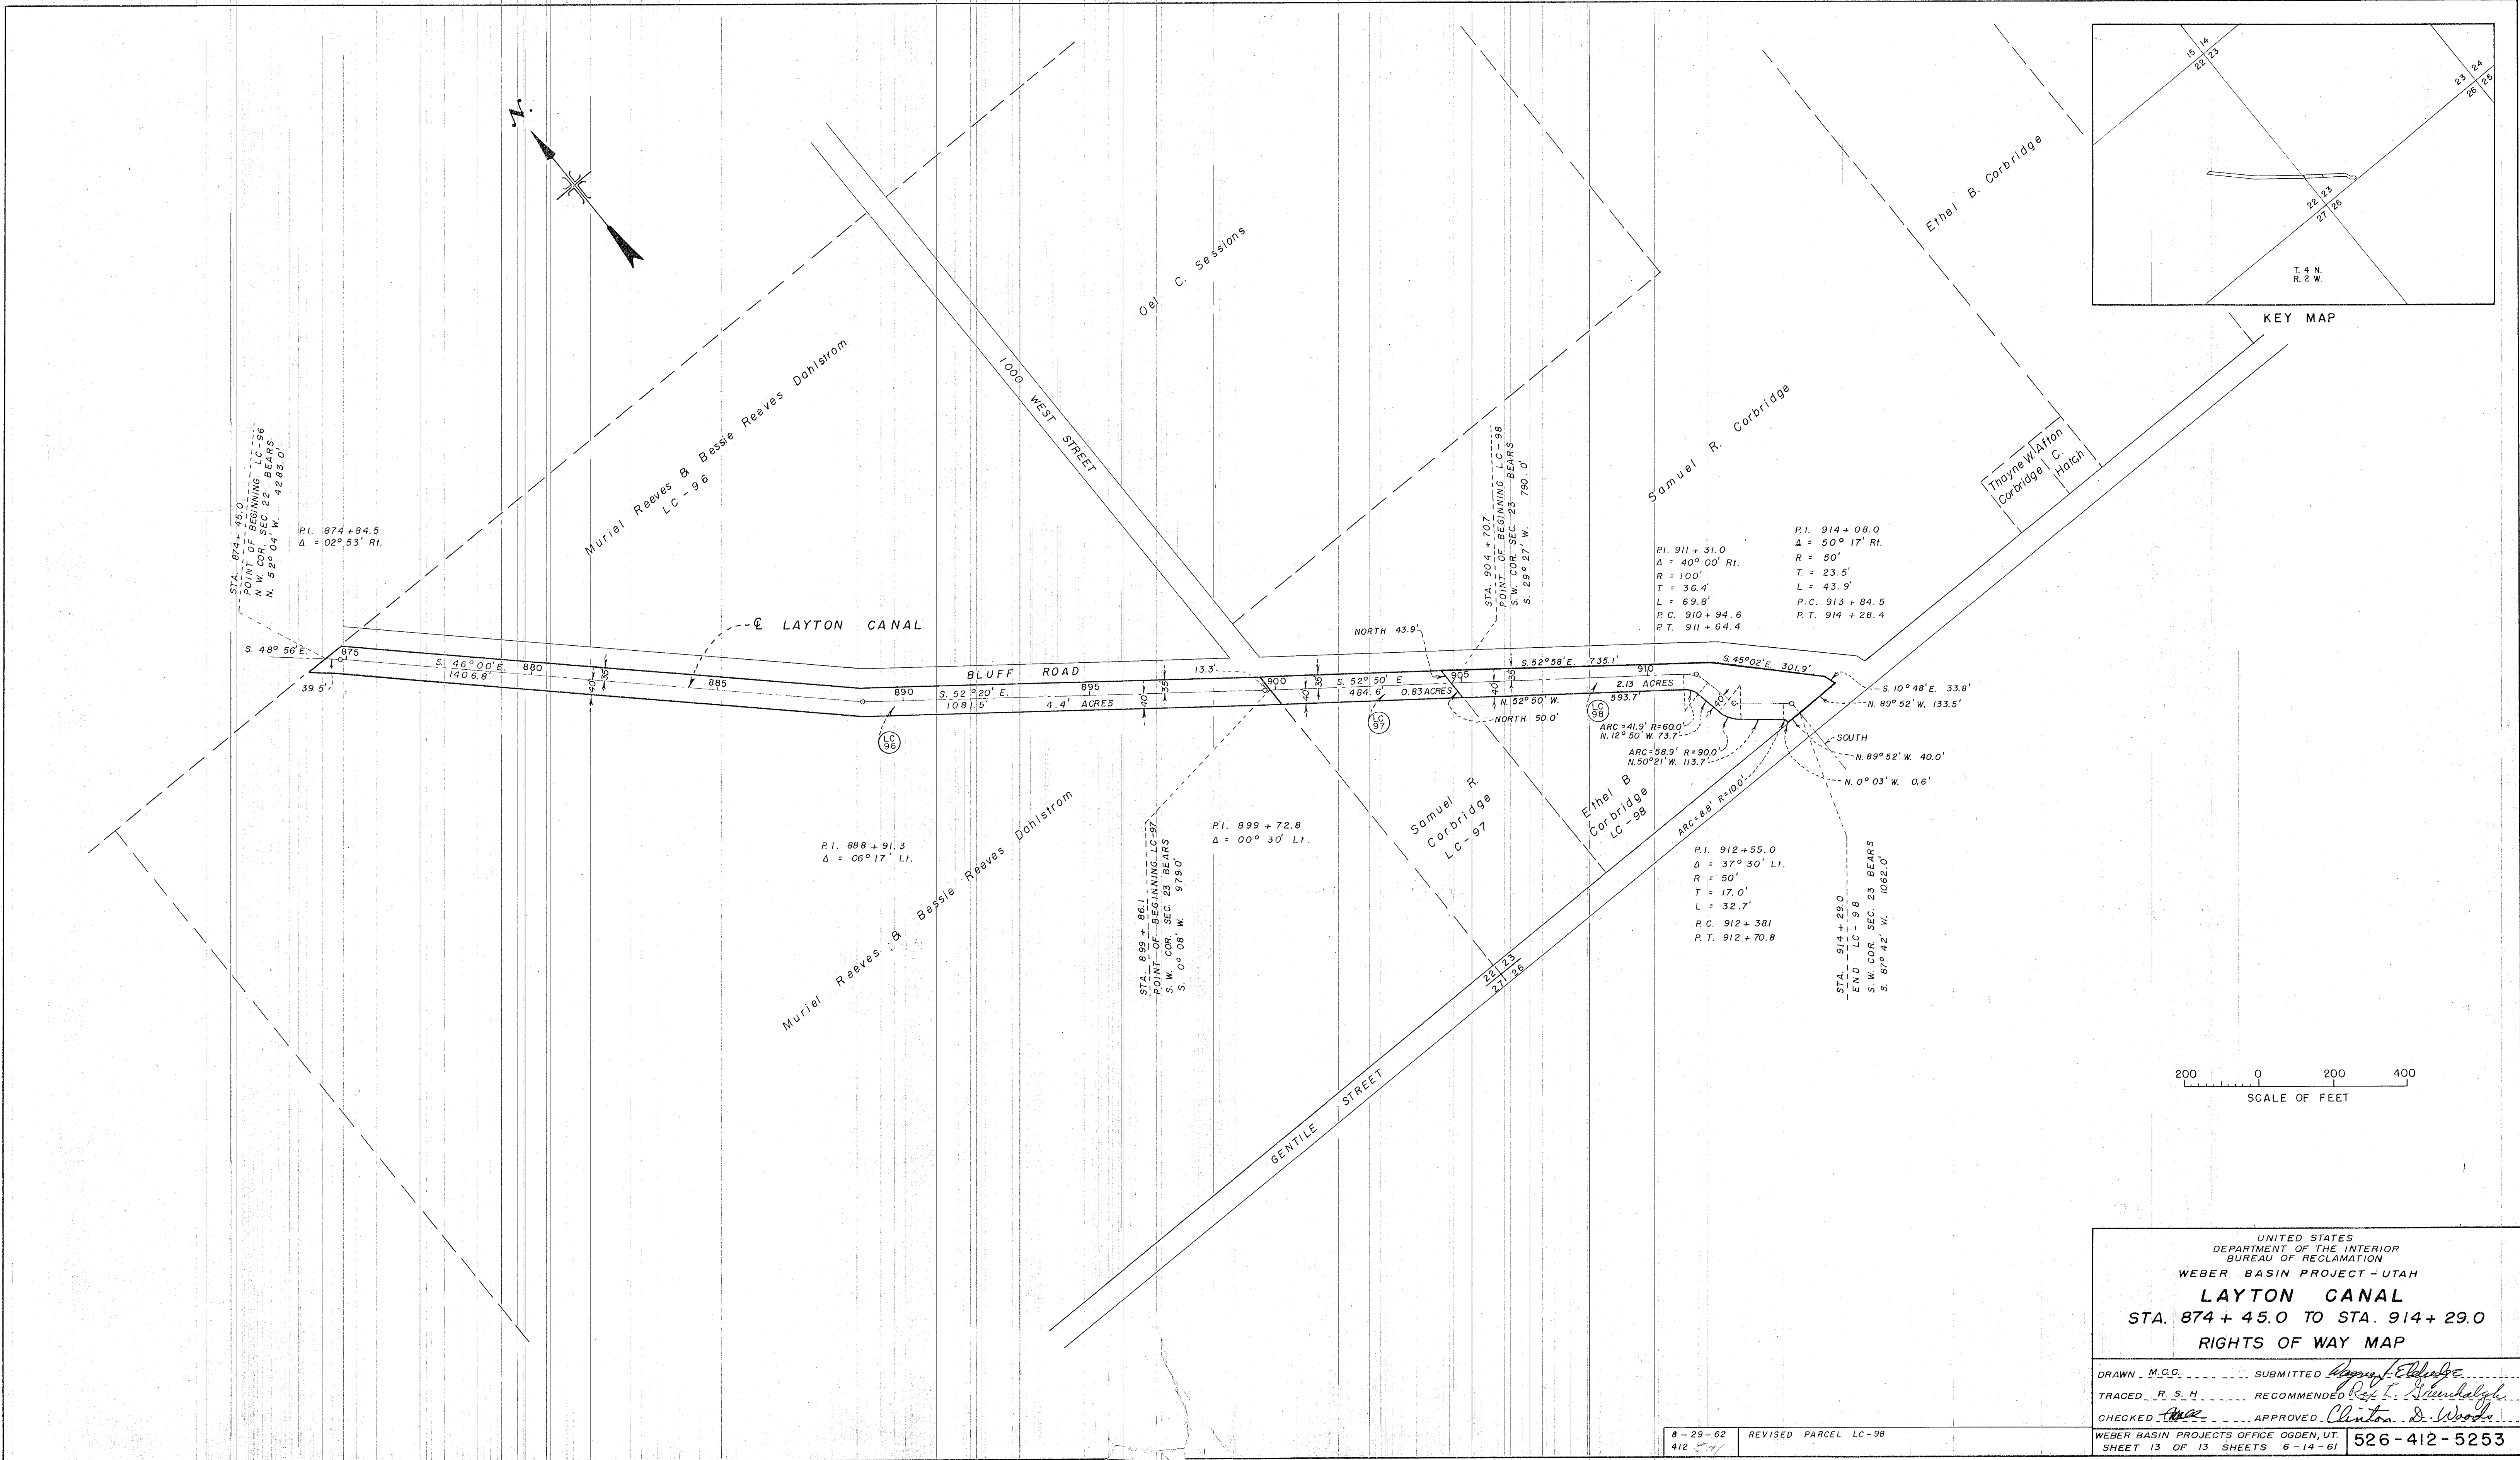 N.
15 14
22 23
23 24
26 25
22 23
27 26
T. 4 N.
R. 2 W.
KEY MAP
Ethel B. Corbridge
Oel C. Sessions
1000 WEST STREET
Muriel Reeves & Bessie Reeves Dahlstrom
LC-96
Samuel R. Corbridge
Thayne W. Corbridge
Afton C. Hatch
STA. 874+45.0
POINT OF BEGINNING LC-96
N.W. COR. SEC. 22 BEARS
N. 52° 04' W. 4283.0'
P.I. 874+84.5
Δ = 02° 53' Rt.
STA. 904+70.7
POINT OF BEGINNING LC-98
S.W. COR. SEC. 23 BEARS
S. 29° 27' W. 790.0'
P.I. 911+31.0
Δ = 40° 00' Rt.
R = 100'
T = 36.4'
L = 69.8'
P.C. 910+94.6
P.T. 911+64.4
P.I. 914+08.0
Δ = 50° 17' Rt.
R = 50'
T. = 23.5'
L = 43.9'
P.C. 913+84.5
P.T. 914+28.4
℄ LAYTON CANAL
NORTH 43.9'
S. 48° 56' E.
875
S. 46° 00' E. 880
1406.8'
39.5'
40' 35'
885
BLUFF ROAD
890
S. 52° 20' E.
1081.5'
895
4.4' ACRES
40' 35'
13.3'
900
40' 35'
S. 52° 50' E.
484.6' 0.83 ACRES
905
40' 35'
S. 52° 58' E. 735.1'
910
2.13 ACRES
S. 45° 02' E. 301.9'
N. 52° 50' W. 593.7'
NORTH 50.0'
S. 10° 48' E. 33.8'
N. 89° 52' W. 133.5'
SOUTH
N. 89° 52' W. 40.0'
N. 0° 03' W. 0.6'
LC 96
LC 97
LC 98
ARC = 41.9' R=60.0'
N. 12° 50' W. 73.7'
ARC = 58.9' R=90.0'
N. 50° 21' W. 113.7'
ARC = 8.8' R=10.0'
Muriel Reeves & Bessie Reeves Dahlstrom
P.I. 888+91.3
Δ = 06° 17' Lt.
STA. 899+86.1
POINT OF BEGINNING LC-97
S.W. COR. SEC. 23 BEARS
S. 0° 08' W. 979.0'
P.I. 899+72.8
Δ = 00° 30' Lt.
Samuel R. Corbridge
LC-97
Ethel B Corbridge
LC-98
P.I. 912+55.0
Δ = 37° 30' Lt.
R = 50'
T = 17.0'
L = 32.7'
P.C. 912+38.1
P.T. 912+70.8
STA. 914+29.0
END LC-98
S.W. COR. SEC. 23 BEARS
S. 87° 42' W. 1062.0'
22 23
27 26
GENTILE STREET
200 0 200 400
SCALE OF FEET
UNITED STATES
DEPARTMENT OF THE INTERIOR
BUREAU OF RECLAMATION
WEBER BASIN PROJECT-UTAH
LAYTON CANAL
STA. 874+45.0 TO STA. 914+29.0
RIGHTS OF WAY MAP
DRAWN M.C.C. SUBMITTED
TRACED R.S.H RECOMMENDED Rex L. Greenhalgh
CHECKED APPROVED Clinton D. Woods
WEBER BASIN PROJECTS OFFICE OGDEN, UT.
SHEET 13 OF 13 SHEETS 6-14-61
526-412-5253
8-29-62 REVISED PARCEL LC-98
412